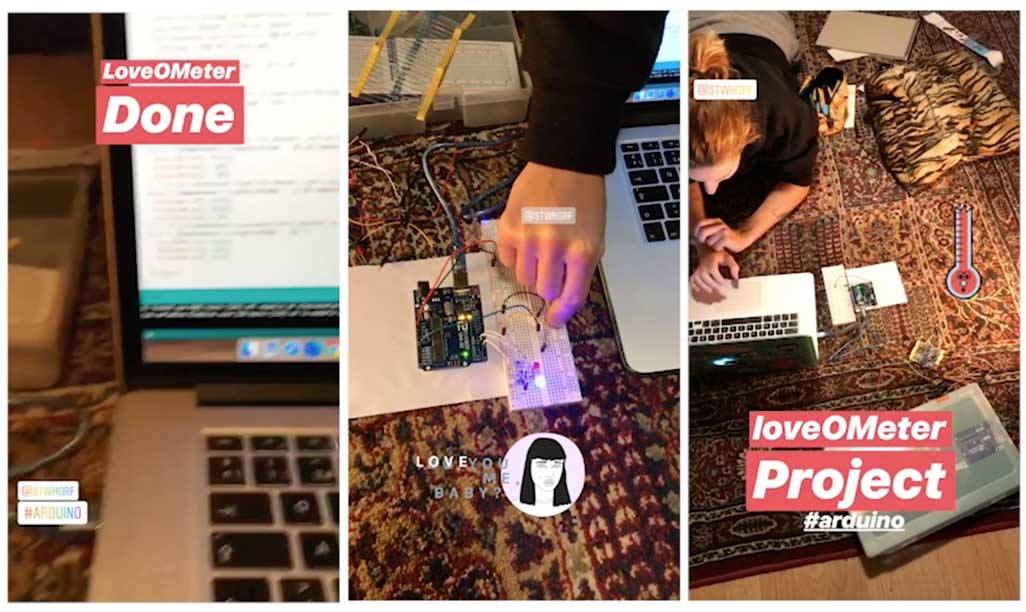 LoveOMeter
Done
@STWHORF
#ARDUINO
@STWHORF
LOVE YOU
ME,
BABY?
@STWHORF
loveOMeter
Project
#arduino